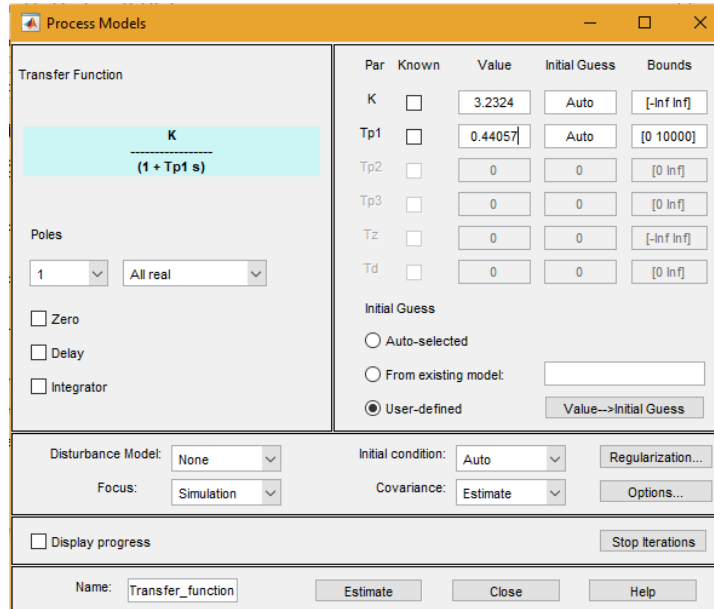 Process Models
Transfer Function
K
-----------------
(1 + Tp1 s)
Poles
1 All real
Zero
Delay
Integrator
Par Known Value Initial Guess Bounds
K 3.2324 Auto [-Inf Inf]
Tp1 0.44057 Auto [0 10000]
Tp2 0 0 [0 Inf]
Tp3 0 0 [0 Inf]
Tz 0 0 [-Inf Inf]
Td 0 0 [0 Inf]
Initial Guess
Auto-selected
From existing model:
User-defined Value-->Initial Guess
Disturbance Model: None Initial condition: Auto Regularization...
Focus: Simulation Covariance: Estimate Options...
Display progress Stop Iterations
Name: Transfer_function Estimate Close Help